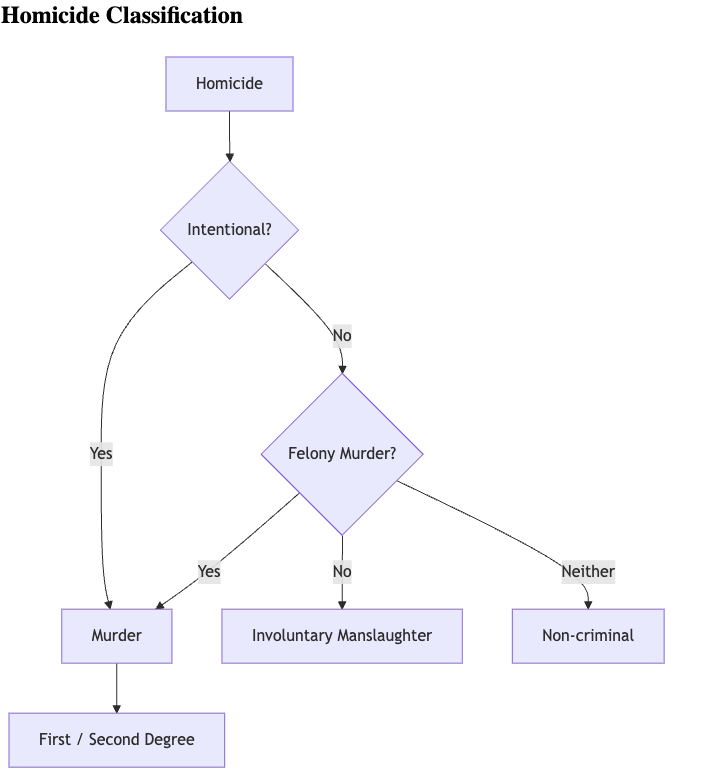 Homicide Classification
Homicide
Intentional?
No
Yes
Felony Murder?
Yes
No
Neither
Murder
Involuntary Manslaughter
Non-criminal
First / Second Degree